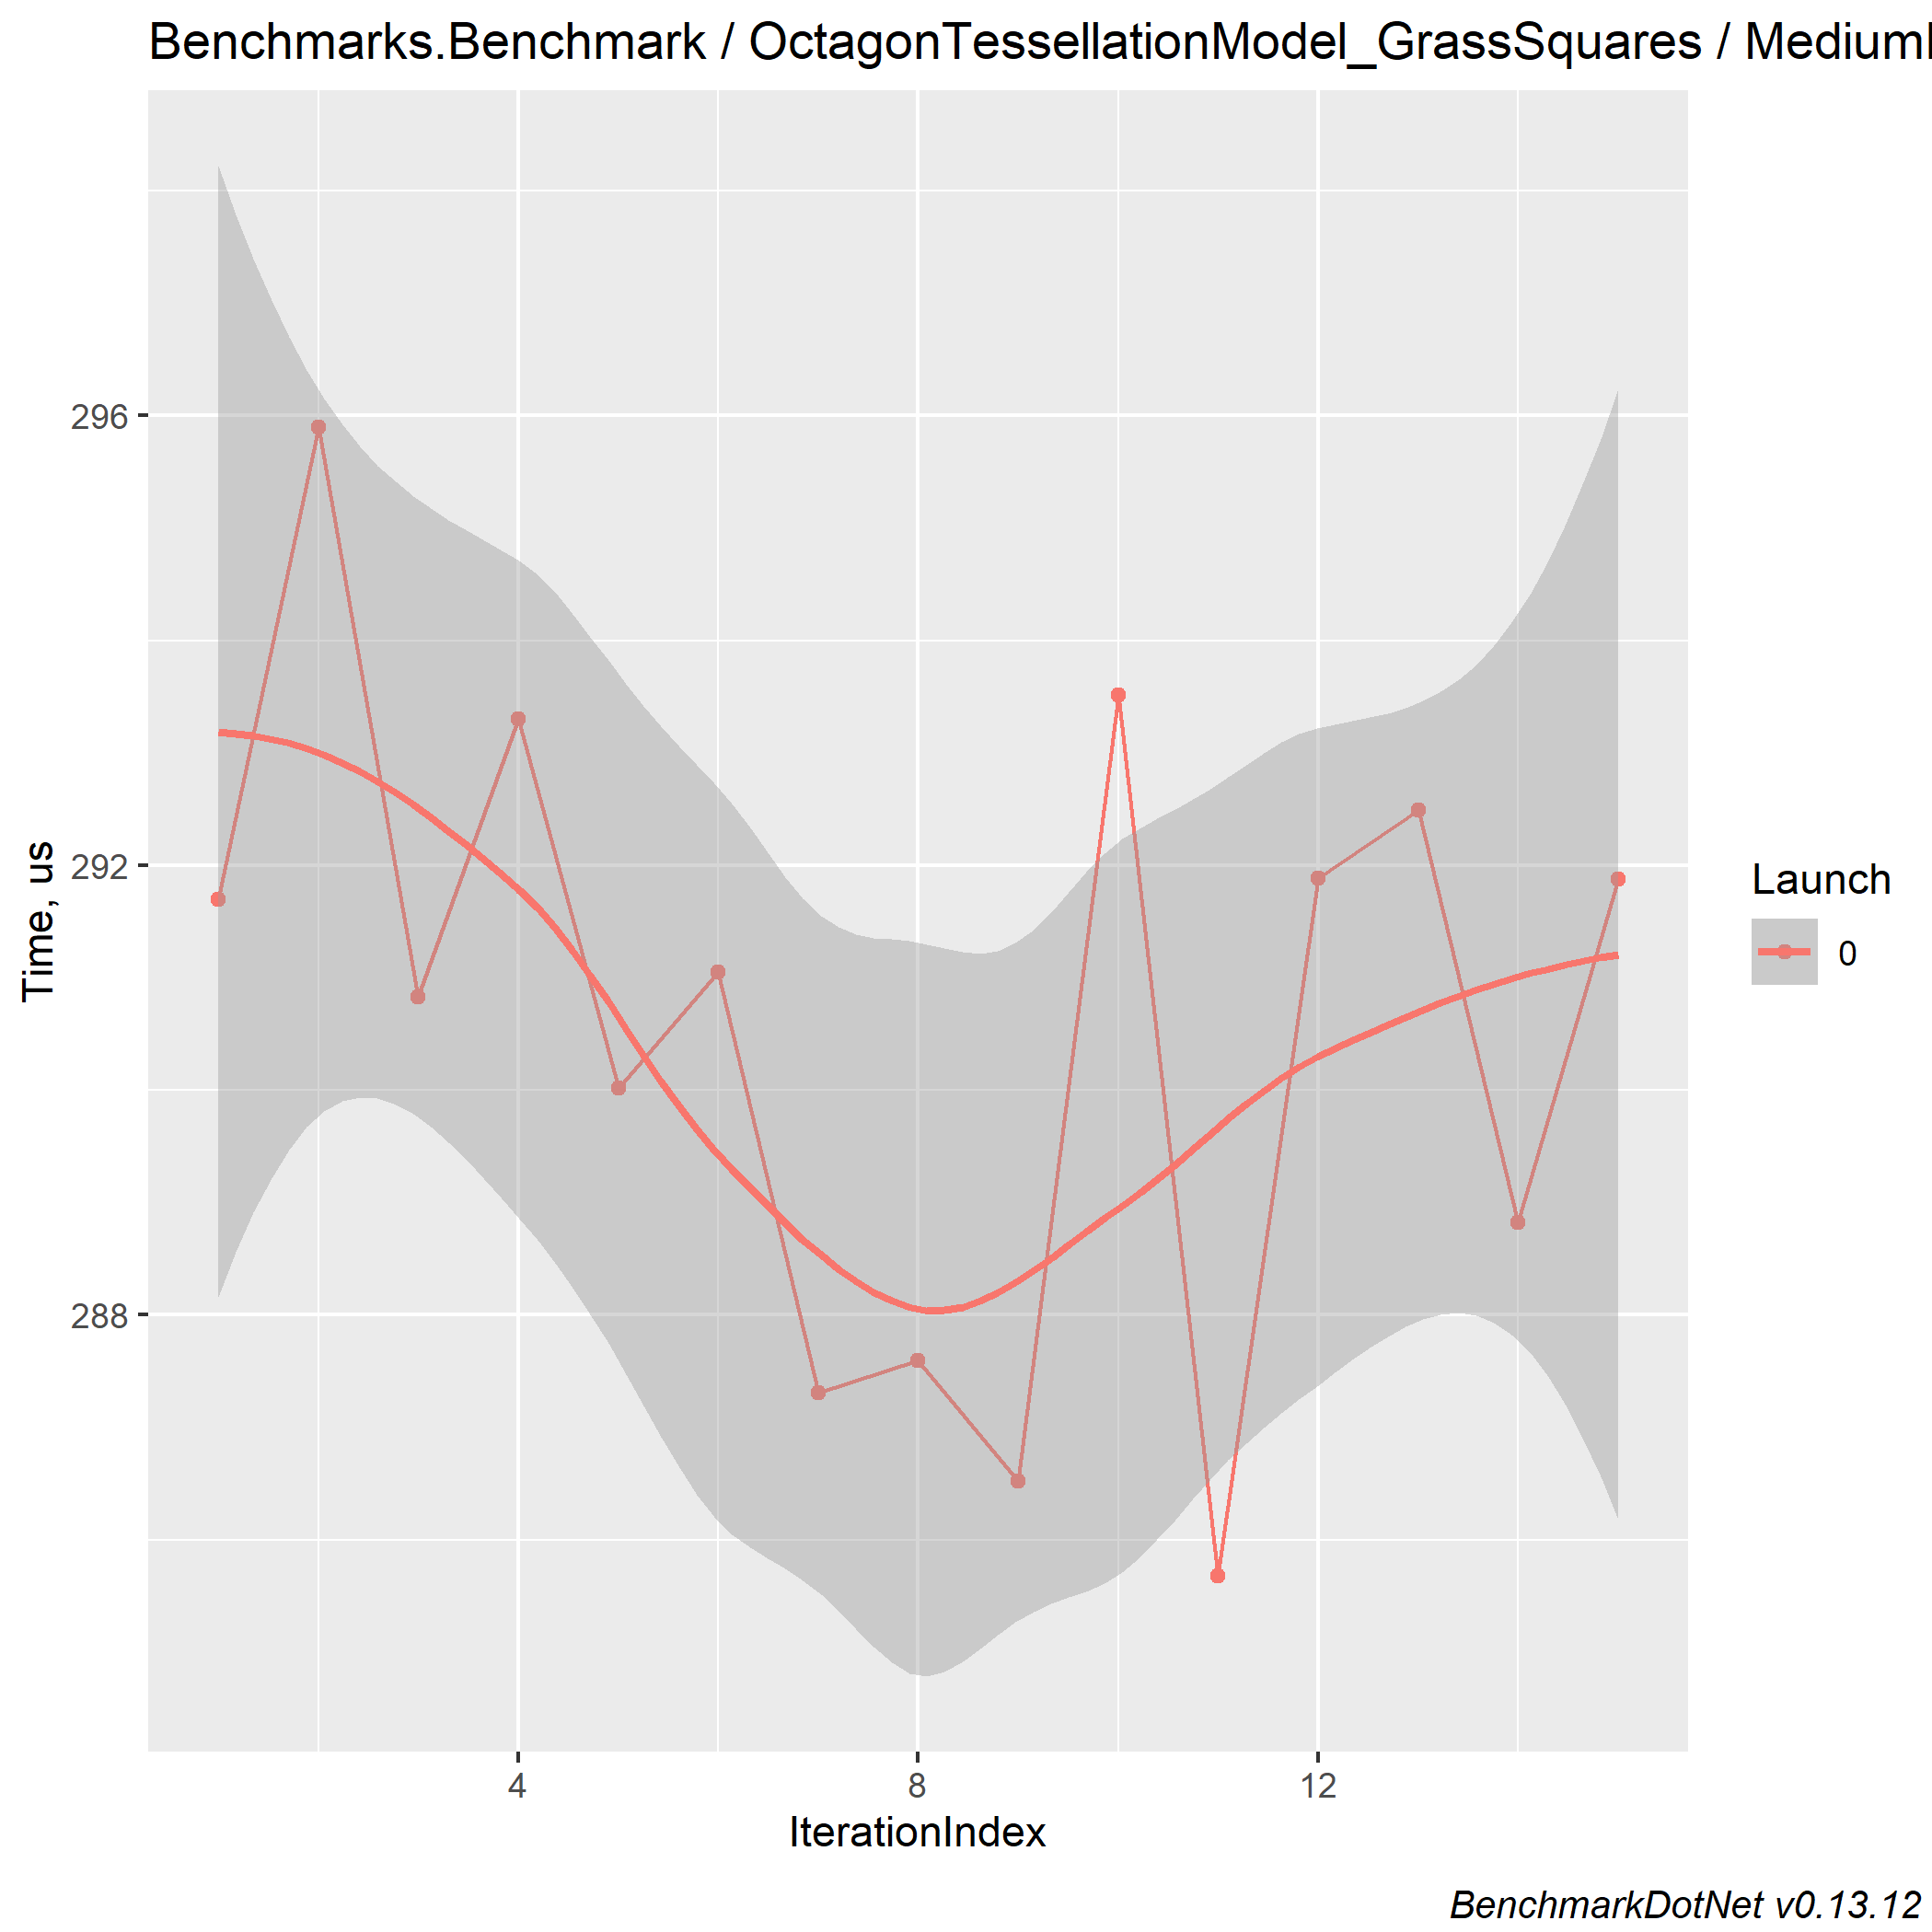 Benchmarks.Benchmark / OctagonTessellationModel_GrassSquares / Medium
296
292
288
Time, us
4
8
12
IterationIndex
Launch
0
BenchmarkDotNet v0.13.12